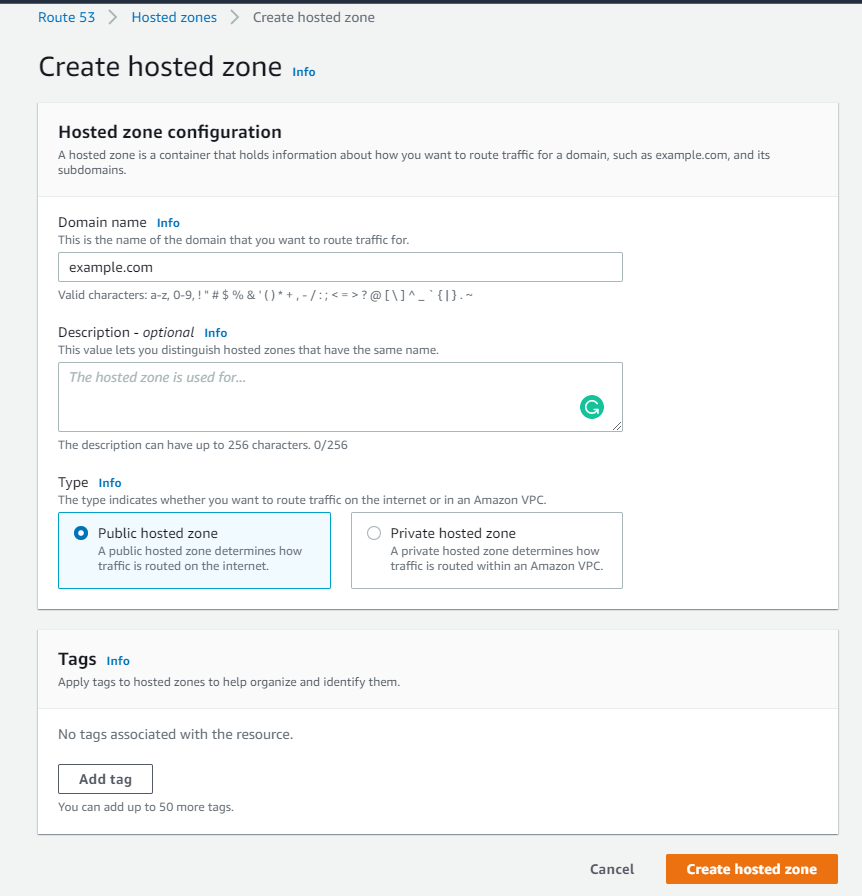 Route 53 > Hosted zones > Create hosted zone
Create hosted zone Info
Hosted zone configuration
A hosted zone is a container that holds information about how you want to route traffic for a domain, such as example.com, and its
subdomains.
Domain name Info
This is the name of the domain that you want to route traffic for.
example.com
Valid characters: a-z, 0-9, ! " # $ % & ' ( ) * + , - / : ; < = > ? @ [ \ ] ^ _ ` { | } . ~
Description - optional Info
This value lets you distinguish hosted zones that have the same name.
The hosted zone is used for...
The description can have up to 256 characters. 0/256
Type Info
The type indicates whether you want to route traffic on the internet or in an Amazon VPC.
Public hosted zone
A public hosted zone determines how
traffic is routed on the internet.
Private hosted zone
A private hosted zone determines how
traffic is routed within an Amazon VPC.
Tags Info
Apply tags to hosted zones to help organize and identify them.
No tags associated with the resource.
Add tag
You can add up to 50 more tags.
Cancel
Create hosted zone